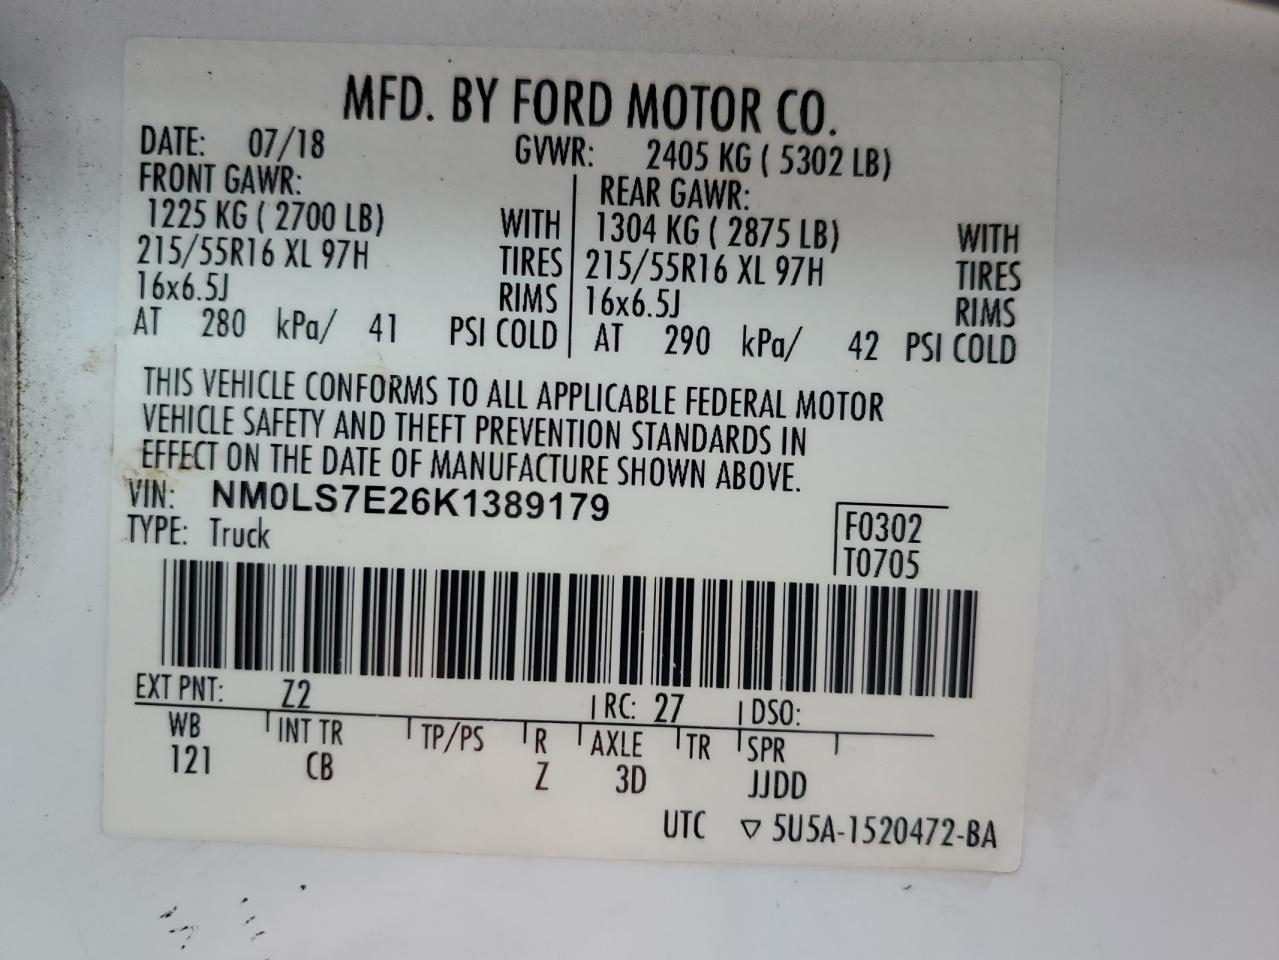 MFD. BY FORD MOTOR CO.
DATE: 07/18 GVWR: 2405 KG ( 5302 LB)
FRONT GAWR: REAR GAWR:
1225 KG ( 2700 LB) WITH 1304 KG ( 2875 LB) WITH
215/55R16 XL 97H TIRES 215/55R16 XL 97H TIRES
16x6.5J RIMS 16x6.5J RIMS
AT 280 kPa/ 41 PSI COLD AT 290 kPa/ 42 PSI COLD
THIS VEHICLE CONFORMS TO ALL APPLICABLE FEDERAL MOTOR
VEHICLE SAFETY AND THEFT PREVENTION STANDARDS IN
EFFECT ON THE DATE OF MANUFACTURE SHOWN ABOVE.
VIN: NM0LS7E26K1389179
TYPE: Truck
F0302
T0705
EXT PNT: Z2 RC: 27 DSO:
WB INT TR TP/PS R AXLE TR SPR
121 CB Z 3D JJDD
UTC ▽ 5U5A-1520472-BA